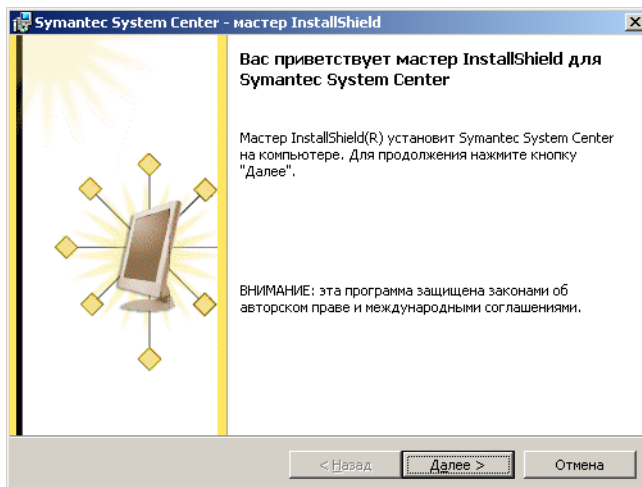 Symantec System Center - мастер InstallShield
Вас приветствует мастер InstallShield для
Symantec System Center
Мастер InstallShield(R) установит Symantec System Center
на компьютере. Для продолжения нажмите кнопку
"Далее".
ВНИМАНИЕ: эта программа защищена законами об
авторском праве и международными соглашениями.
< Назад
Далее >
Отмена